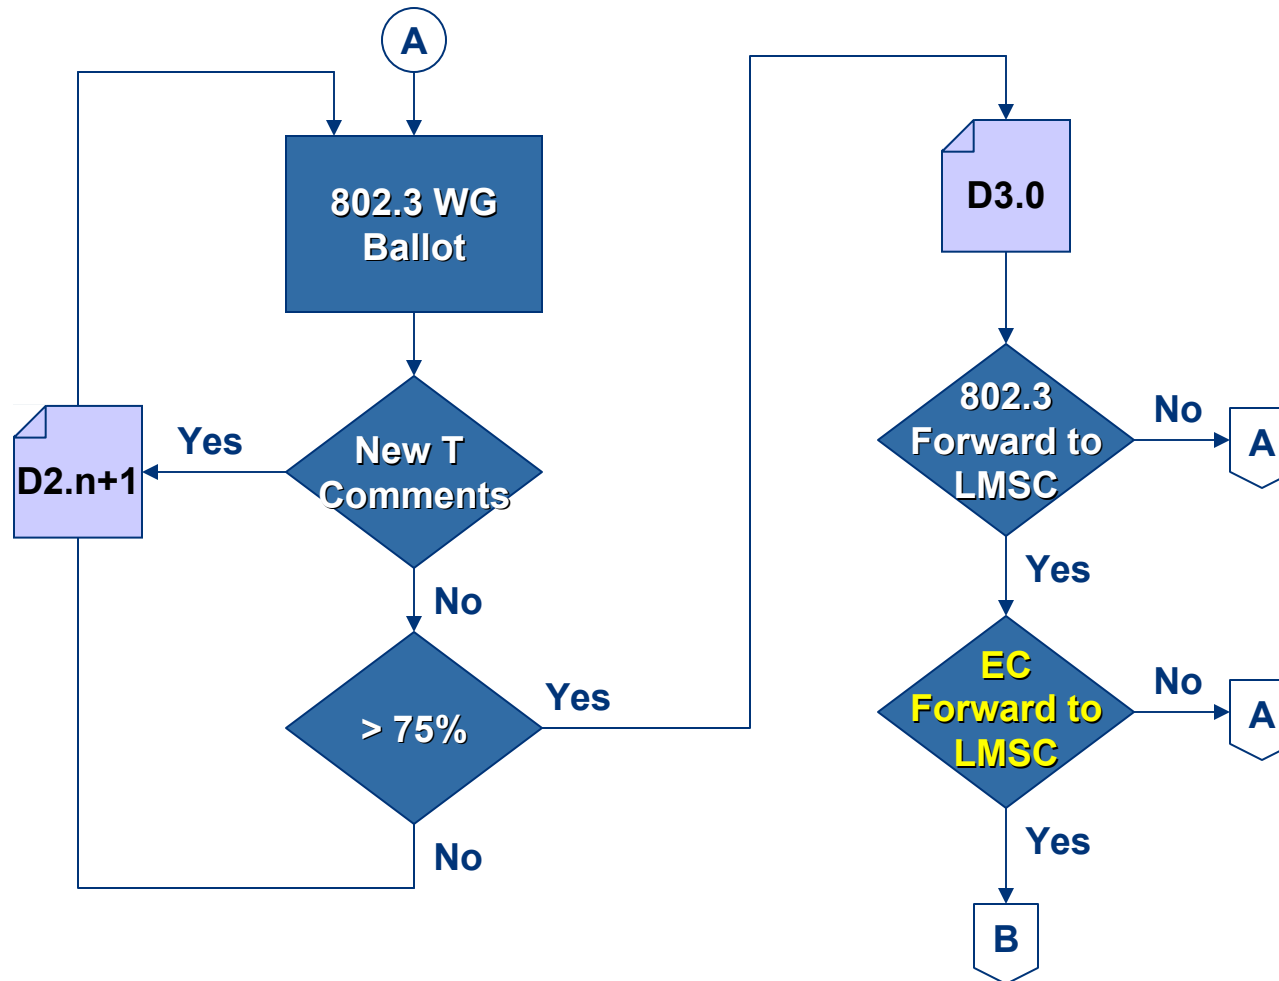 A
802.3 WG
Ballot
New T
Comments
Yes
D2.n+1
No
> 75%
Yes
No
D3.0
802.3
Forward to
LMSC
No
A
Yes
EC
Forward to
LMSC
No
A
Yes
B